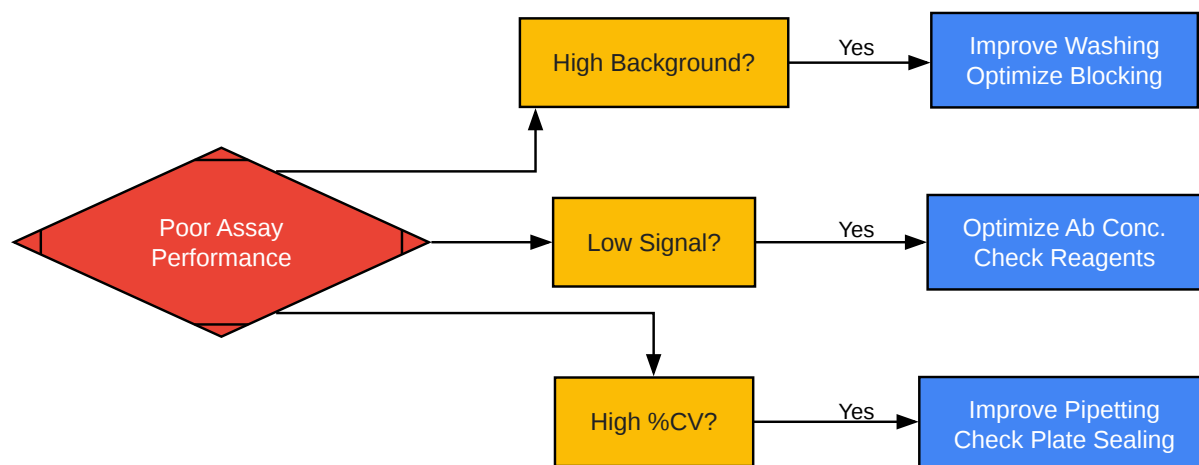 High Background?
Yes
Improve Washing
Optimize Blocking
Poor Assay
Performance
Low Signal?
Yes
Optimize Ab Conc.
Check Reagents
High %CV?
Yes
Improve Pipetting
Check Plate Sealing